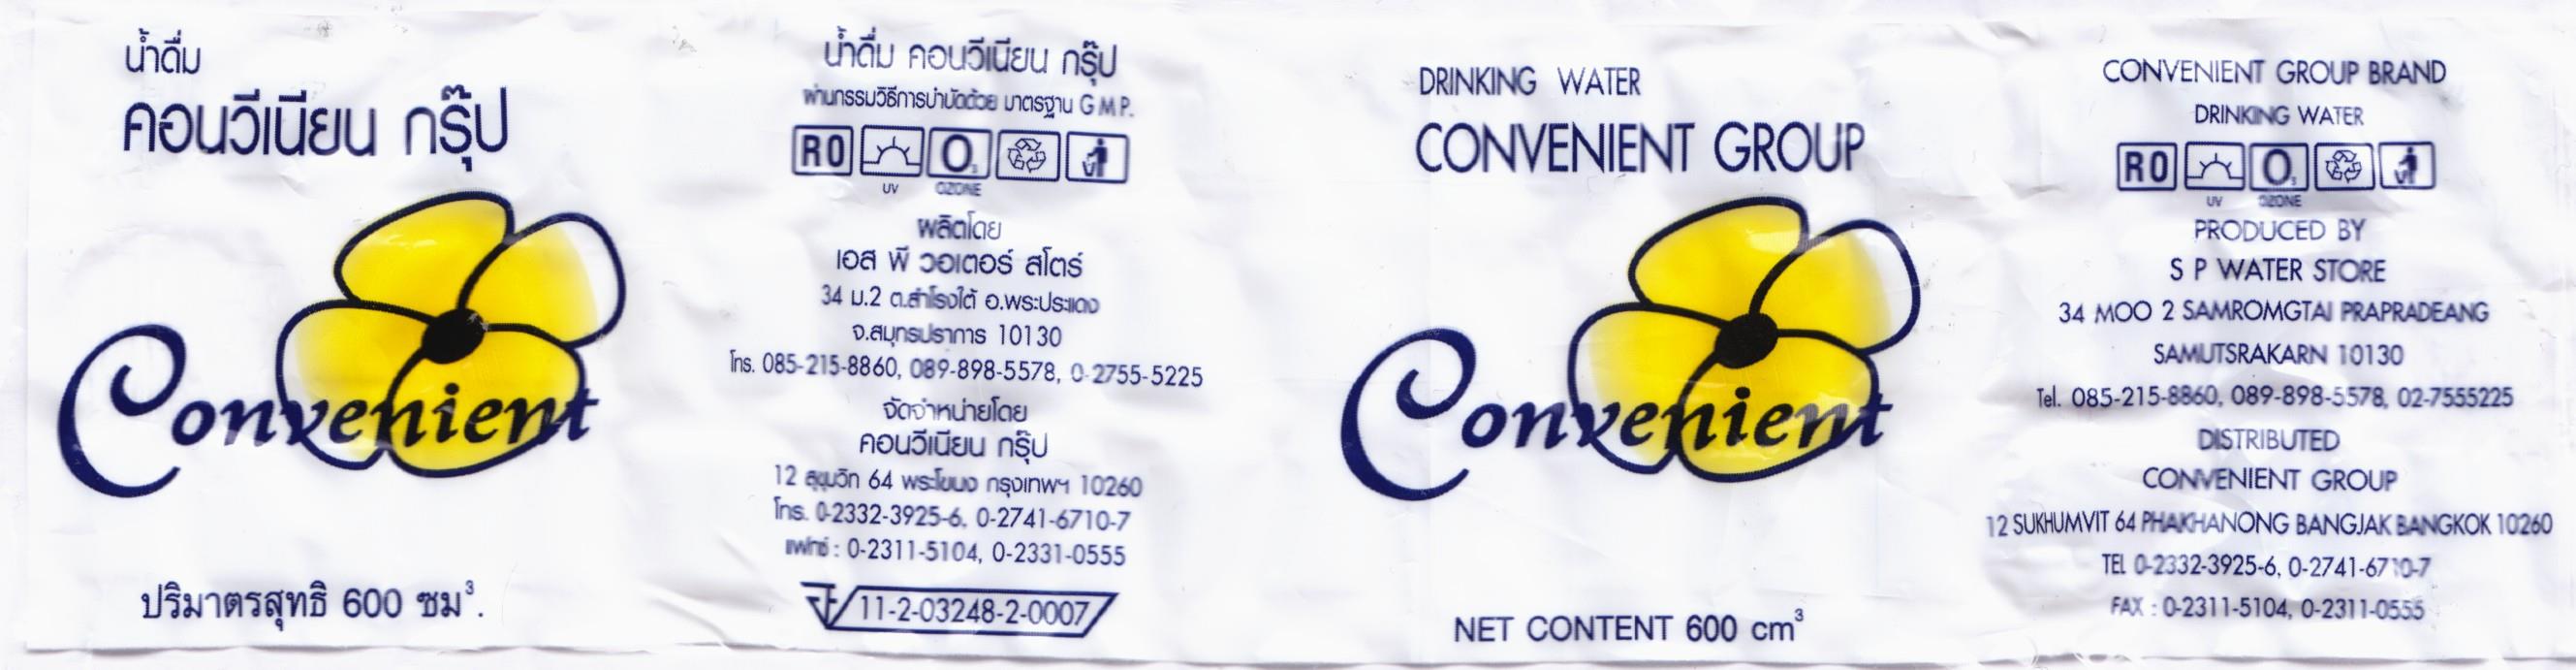 น้ำดื่ม
คอนวีเนียน กรุ๊ป
Convenient
ปริมาตรสุทธิ 600 ซม³.
น้ำดื่ม คอนวีเนียน กรุ๊ป
ผ่านกรรมวิธีการบำบัดด้วย มาตรฐาน G M P.
RO
O₃
UV OZONE
ผลิตโดย
เอส พี วอเตอร์ สโตร์
34 ม.2 ต.สำโรงใต้ อ.พระประแดง
จ.สมุทรปราการ 10130
โทร. 085-215-8860, 089-898-5578, 0-2755-5225
จัดจำหน่ายโดย
คอนวีเนียน กรุ๊ป
12 สุขุมวิท 64 พระโขนง กรุงเทพฯ 10260
โทร. 0-2332-3925-6, 0-2741-6710-7
แฟกซ์ : 0-2311-5104, 0-2331-0555
11-2-03248-2-0007
DRINKING WATER
CONVENIENT GROUP
Convenient
NET CONTENT 600 cm³
CONVENIENT GROUP BRAND
DRINKING WATER
RO
O₃
UV OZONE
PRODUCED BY
S P WATER STORE
34 MOO 2 SAMROMGTAI PRAPRADEANG
SAMUTSRAKARN 10130
Tel. 085-215-8860, 089-898-5578, 02-7555225
DISTRIBUTED
CONVENIENT GROUP
12 SUKHUMVIT 64 PHAKHANONG BANGJAK BANGKOK 10260
TEL 0-2332-3925-6, 0-2741-6710-7
FAX : 0-2311-5104, 0-2311-0555